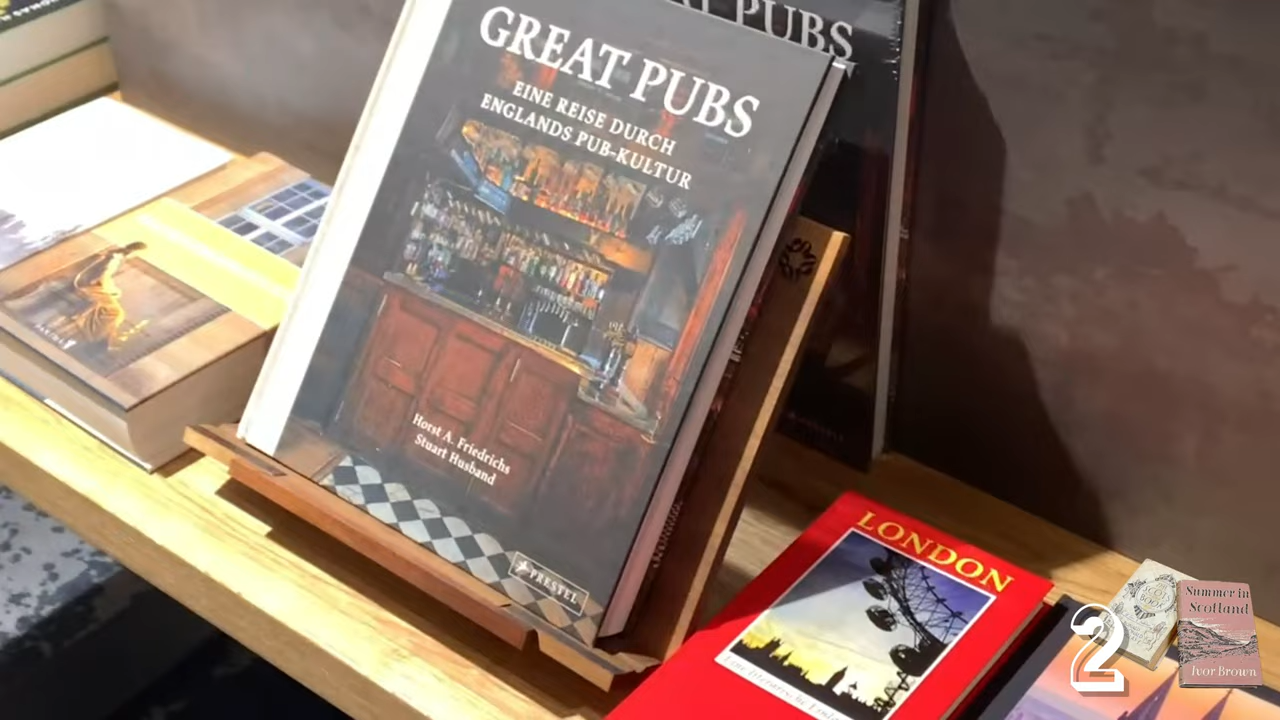 GREAT PUBS
EINE REISE DURCH
ENGLANDS PUB-KULTUR
Horst A. Friedrichs
Stuart Husband
PRESTEL
PUBS
LONDON
2
Summer in
Scotland
Ivor Brown